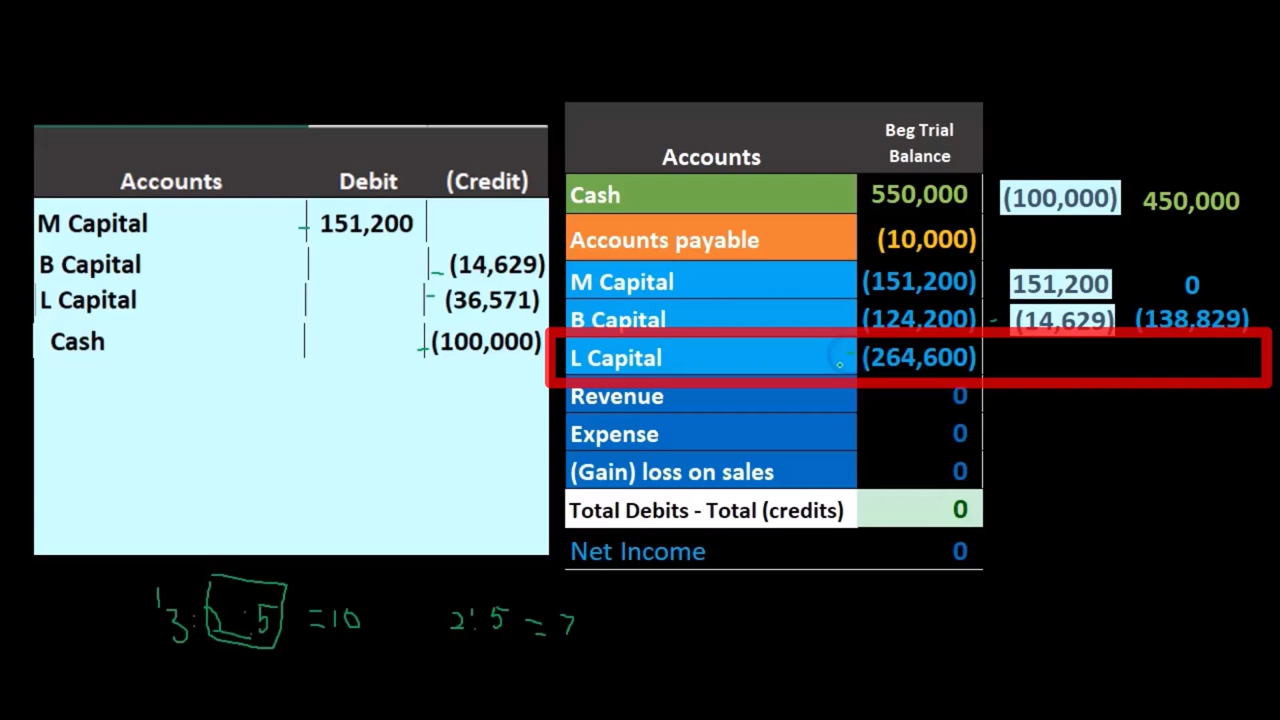 Accounts Debit (Credit)
M Capital 151,200
B Capital (14,629)
L Capital (36,571)
Cash (100,000)
Accounts Beg Trial Balance
Cash 550,000 (100,000) 450,000
Accounts payable (10,000)
M Capital (151,200) 151,200 0
B Capital (124,200) (14,629) (138,829)
L Capital (264,600)
Revenue 0
Expense 0
(Gain) loss on sales 0
Total Debits - Total (credits) 0
Net Income 0
3: :5 =10 2:5 = 7